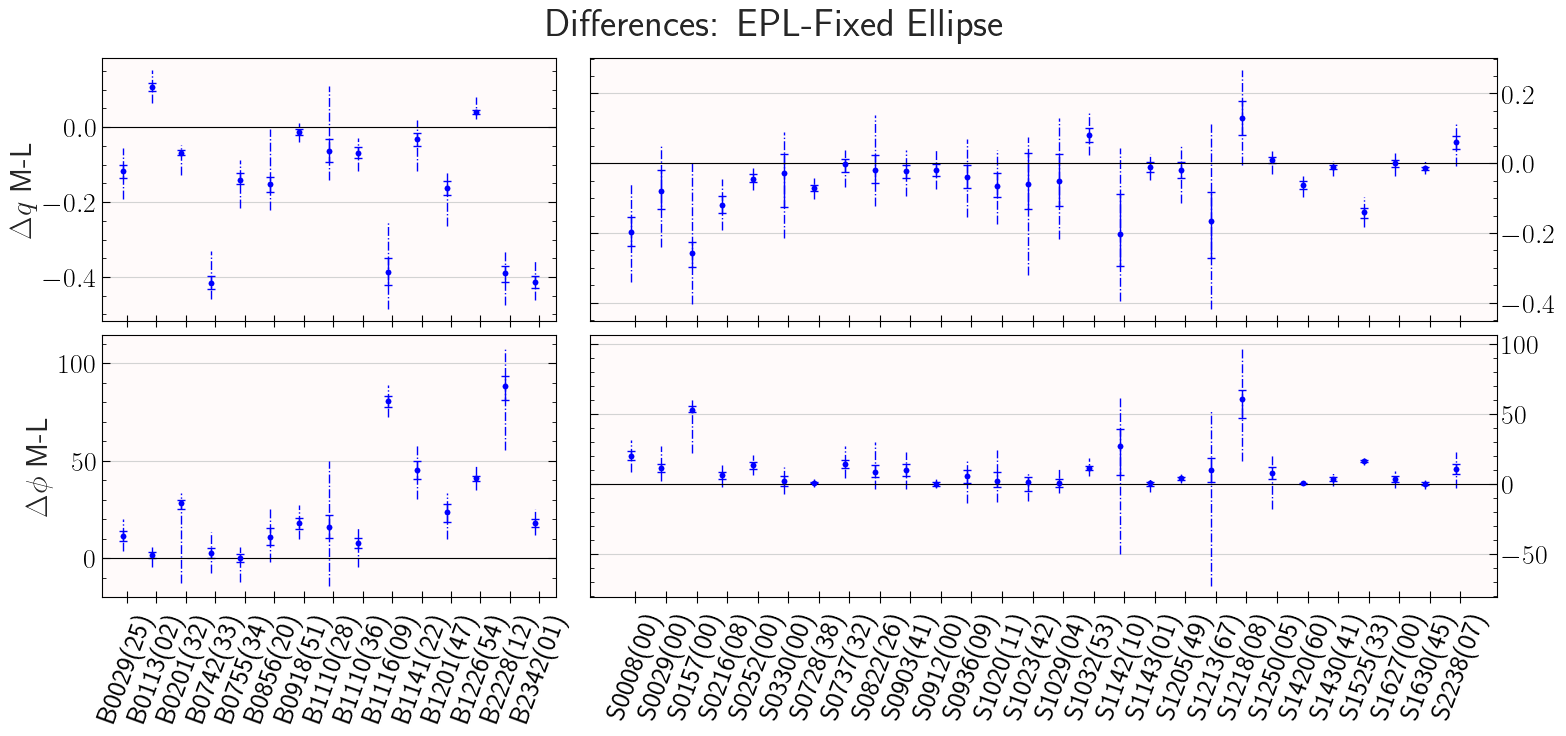 Differences: EPL-Fixed Ellipse
Δq M-L
0.0
−0.2
−0.4
0.2
0.0
−0.2
−0.4
Δϕ M-L
100
50
0
100
50
0
−50
B0029(25)
B0113(02)
B0201(32)
B0742(33)
B0755(34)
B0856(20)
B0918(51)
B1110(28)
B1110(36)
B1116(09)
B1141(22)
B1201(47)
B1226(54)
B2228(12)
B2342(01)
S0008(00)
S0029(00)
S0157(00)
S0216(08)
S0252(00)
S0330(00)
S0728(38)
S0737(32)
S0822(26)
S0903(41)
S0912(00)
S0936(09)
S1020(11)
S1023(42)
S1029(04)
S1032(53)
S1142(10)
S1143(01)
S1205(49)
S1213(67)
S1218(08)
S1250(05)
S1420(60)
S1430(41)
S1525(33)
S1627(00)
S1630(45)
S2238(07)